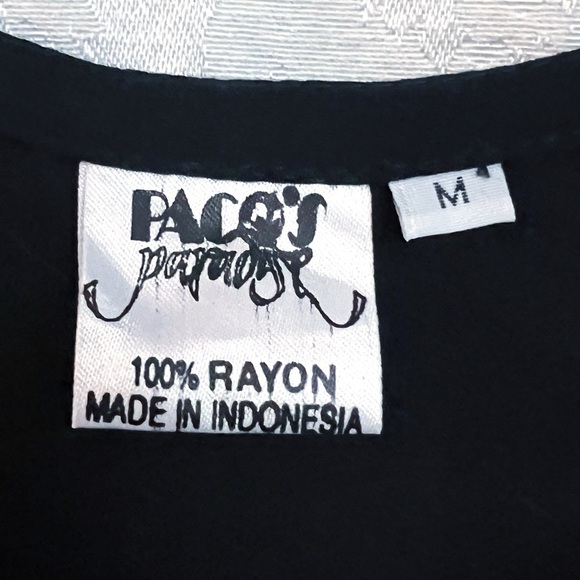 PACO'S
paradise
100% RAYON
MADE IN INDONESIA
M